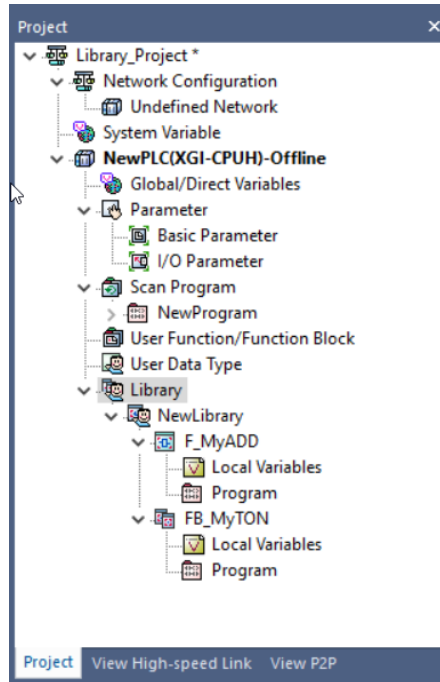 Project
Library_Project *
Network Configuration
Undefined Network
System Variable
NewPLC(XGI-CPUH)-Offline
Global/Direct Variables
Parameter
Basic Parameter
I/O Parameter
Scan Program
NewProgram
User Function/Function Block
User Data Type
Library
NewLibrary
F_MyADD
Local Variables
Program
FB_MyTON
Local Variables
Program
Project View High-speed Link View P2P